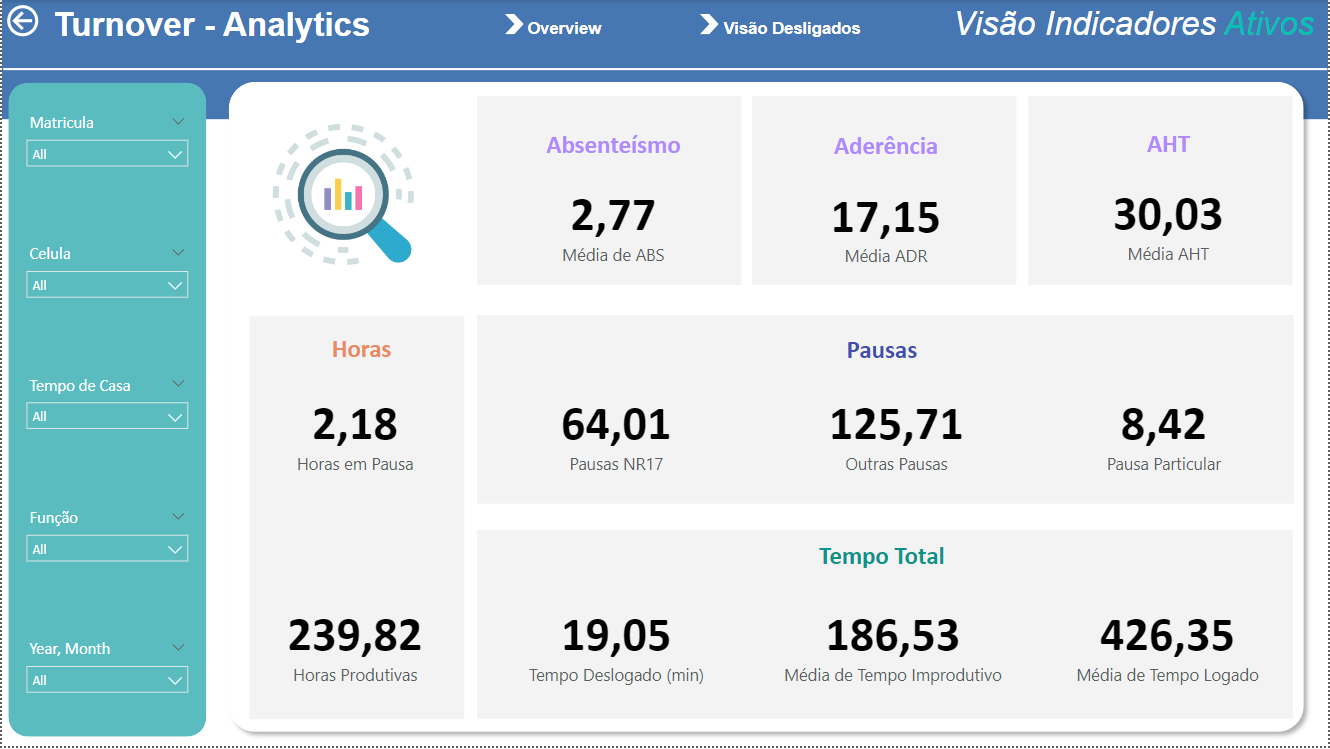 Turnover - Analytics
Overview
Visão Desligados
Visão Indicadores Ativos
Matricula
All
Celula
All
Tempo de Casa
All
Função
All
Year, Month
All
Absenteísmo
2,77
Média de ABS
Aderência
17,15
Média ADR
AHT
30,03
Média AHT
Horas
2,18
Horas em Pausa
239,82
Horas Produtivas
Pausas
64,01
Pausas NR17
125,71
Outras Pausas
8,42
Pausa Particular
Tempo Total
19,05
Tempo Deslogado (min)
186,53
Média de Tempo Improdutivo
426,35
Média de Tempo Logado